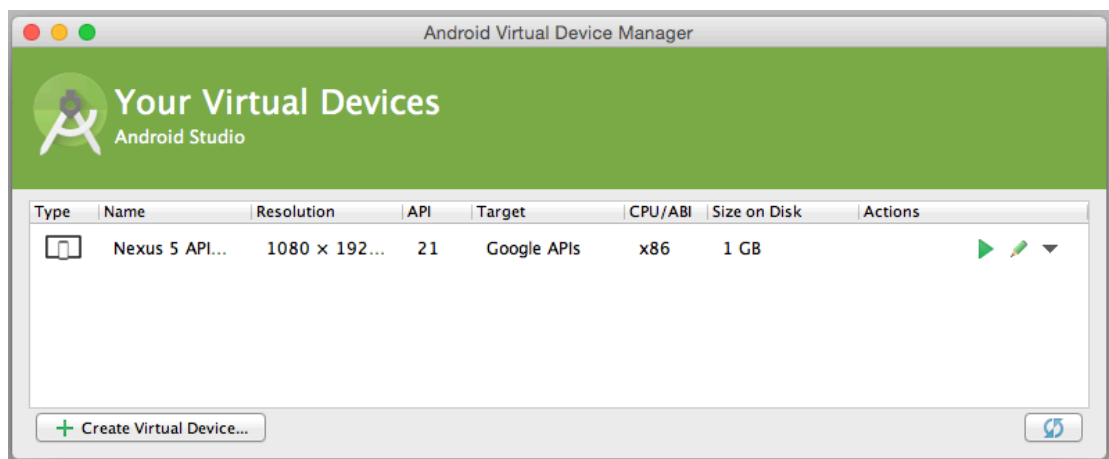 Android Virtual Device Manager
Your Virtual Devices
Android Studio
Type Name Resolution API Target CPU/ABI Size on Disk Actions
Nexus 5 API... 1080 × 192... 21 Google APIs x86 1 GB
Create Virtual Device...